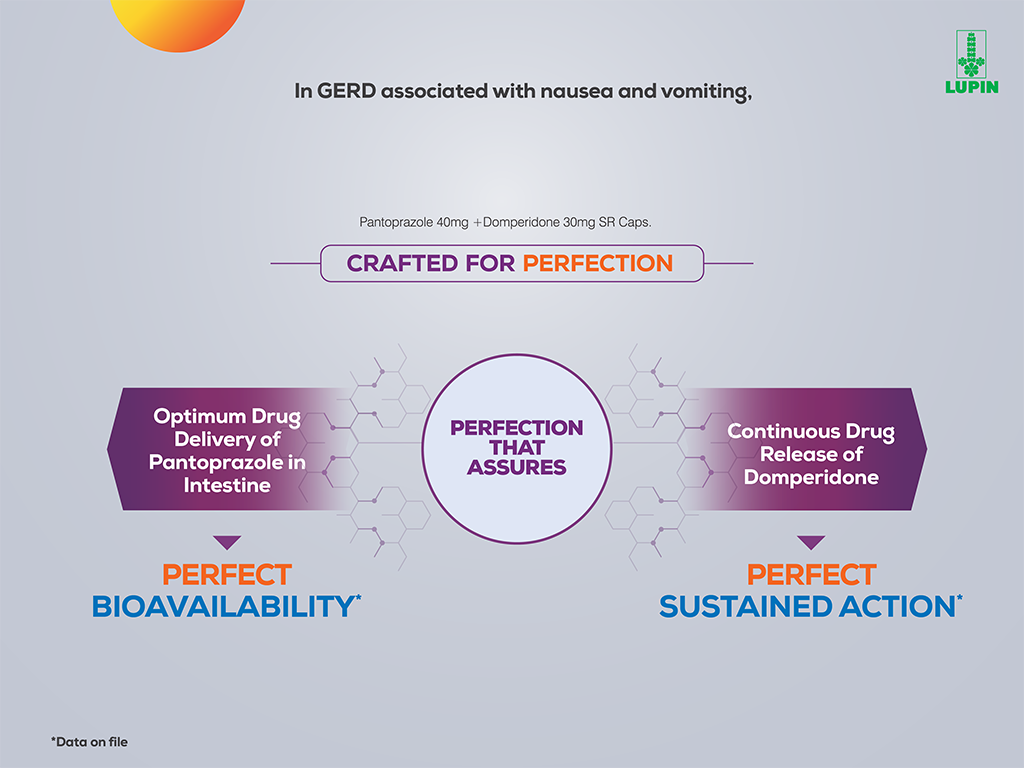 LUPIN
In GERD associated with nausea and vomiting,
Pantoprazole 40mg +Domperidone 30mg SR Caps.
CRAFTED FOR PERFECTION
Optimum Drug
Delivery of
Pantoprazole in
Intestine
PERFECTION
THAT
ASSURES
Continuous Drug
Release of
Domperidone
PERFECT
BIOAVAILABILITY*
PERFECT
SUSTAINED ACTION*
*Data on file